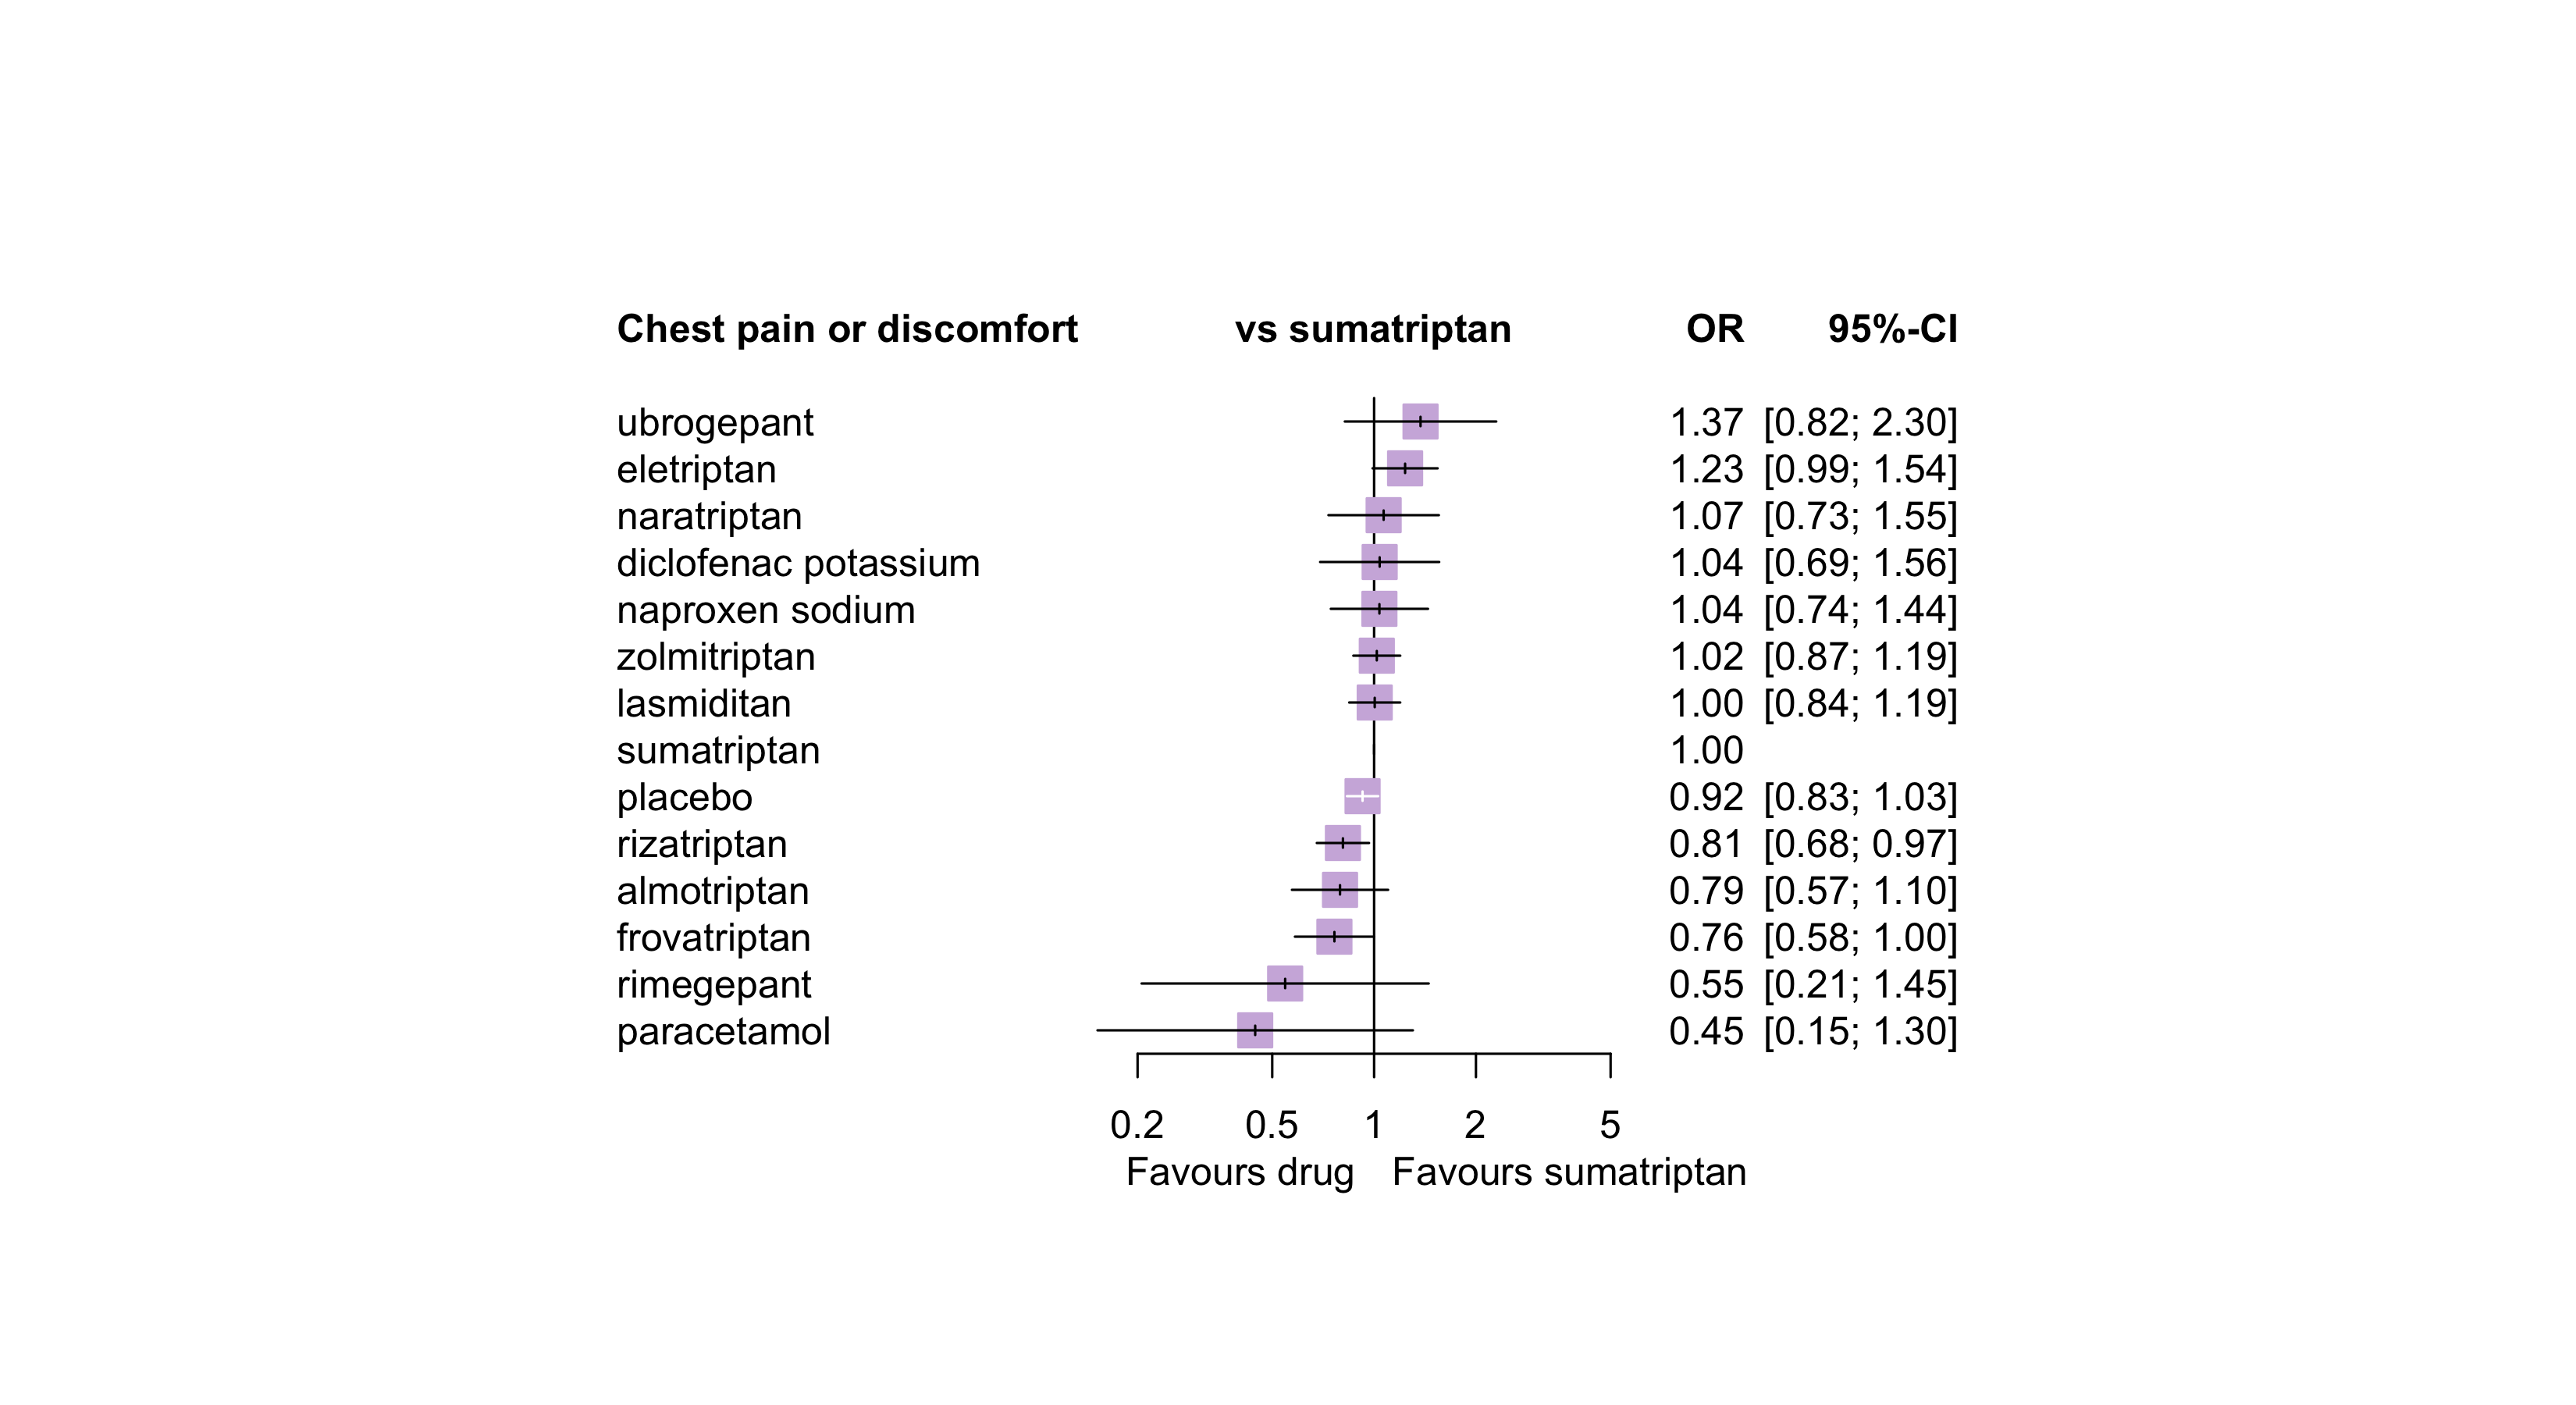 Chest pain or discomfort vs sumatriptan OR 95%-CI
ubrogepant 1.37 [0.82; 2.30]
eletriptan 1.23 [0.99; 1.54]
naratriptan 1.07 [0.73; 1.55]
diclofenac potassium 1.04 [0.69; 1.56]
naproxen sodium 1.04 [0.74; 1.44]
zolmitriptan 1.02 [0.87; 1.19]
lasmiditan 1.00 [0.84; 1.19]
sumatriptan 1.00
placebo 0.92 [0.83; 1.03]
rizatriptan 0.81 [0.68; 0.97]
almotriptan 0.79 [0.57; 1.10]
frovatriptan 0.76 [0.58; 1.00]
rimegepant 0.55 [0.21; 1.45]
paracetamol 0.45 [0.15; 1.30]
0.2 0.5 1 2 5
Favours drug Favours sumatriptan